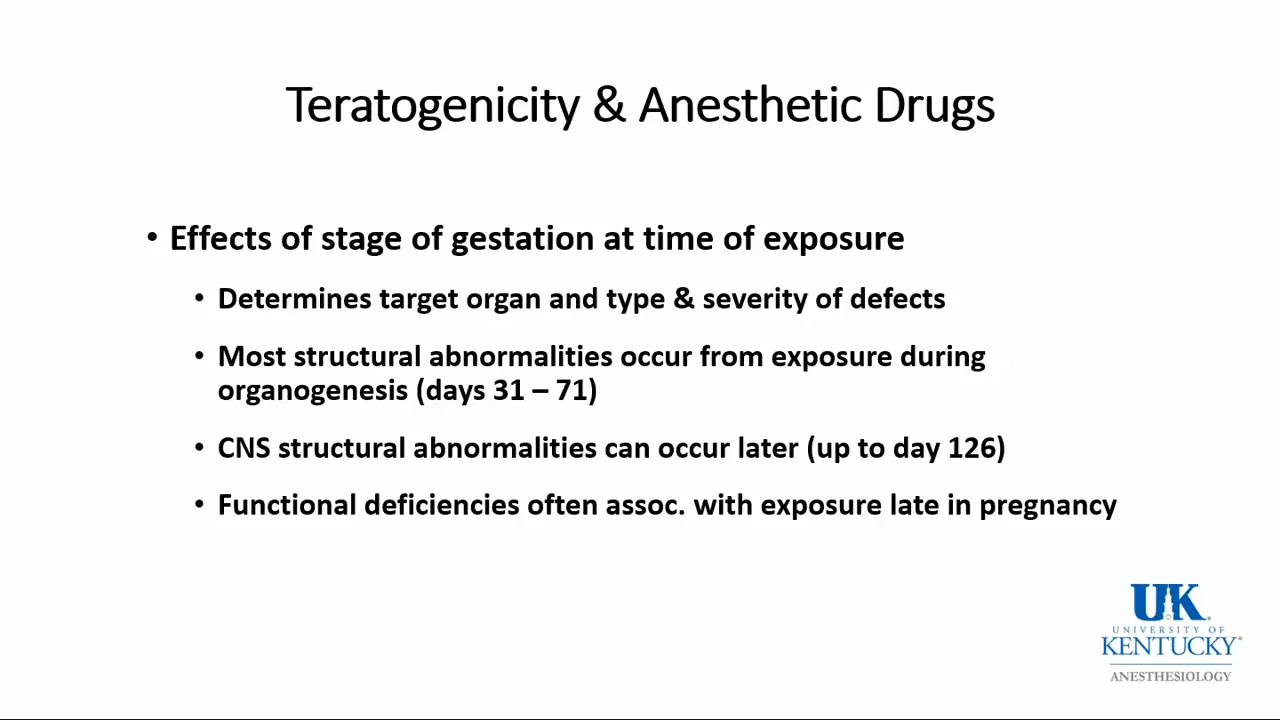 Teratogenicity & Anesthetic Drugs
• Effects of stage of gestation at time of exposure
• Determines target organ and type & severity of defects
• Most structural abnormalities occur from exposure during
organogenesis (days 31 – 71)
• CNS structural abnormalities can occur later (up to day 126)
• Functional deficiencies often assoc. with exposure late in pregnancy
UK
UNIVERSITY OF
KENTUCKY®
ANESTHESIOLOGY